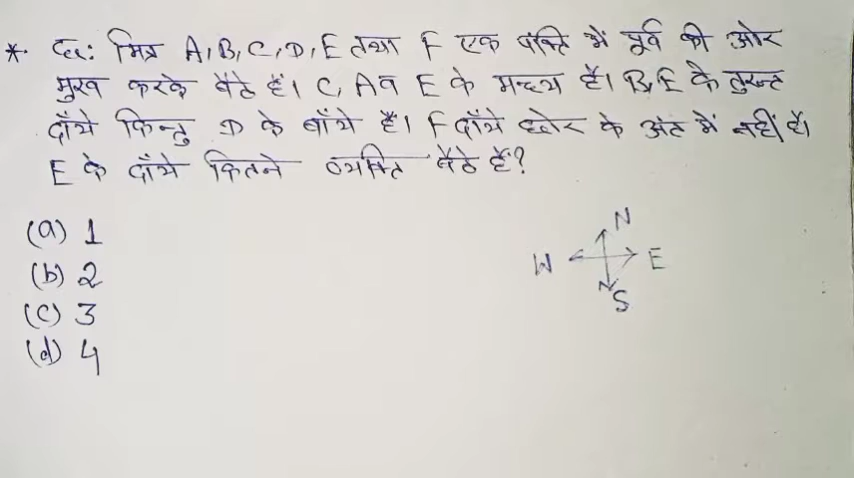 *. छः मित्र A, B, C, D, E तथा F एक पंक्ति में पूर्व की ओर
मुख करके बैठे हैं। C, A व E के मध्य हैं। B, E के तुरन्त
दाँये किन्तु D के बाँये हैं। F दाँये छोर के अंत में नहीं हैं।
E के दाँये कितने व्यक्ति बैठे हैं?
(a) 1
(b) 2
(c) 3
(d) 4
N
W E
S